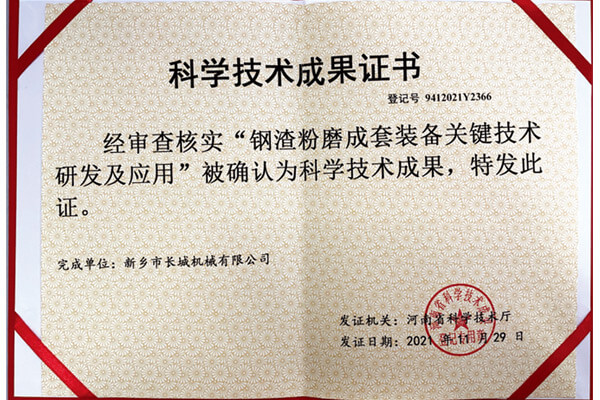 科学技术成果证书
登记号 9412021Y2366
经审查核实“钢渣粉磨成套装备关键技术
研发及应用”被确认为科学技术成果，特发此
证。
完成单位：新乡市长城机械有限公司
发证机关：河南省科学技术厅
发证日期：2021 年 11 月 29 日